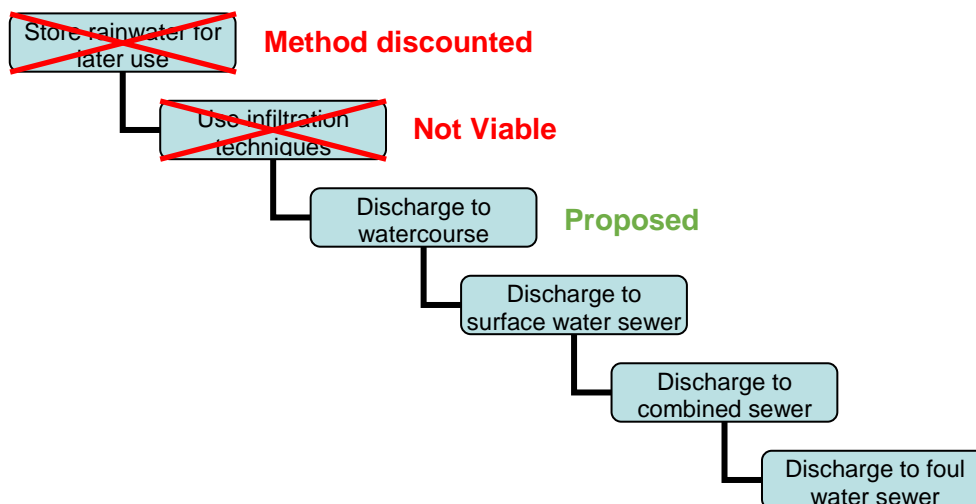 Store rainwater for
later use
Method discounted
Use infiltration
techniques
Not Viable
Discharge to
watercourse
Proposed
Discharge to
surface water sewer
Discharge to
combined sewer
Discharge to foul
water sewer